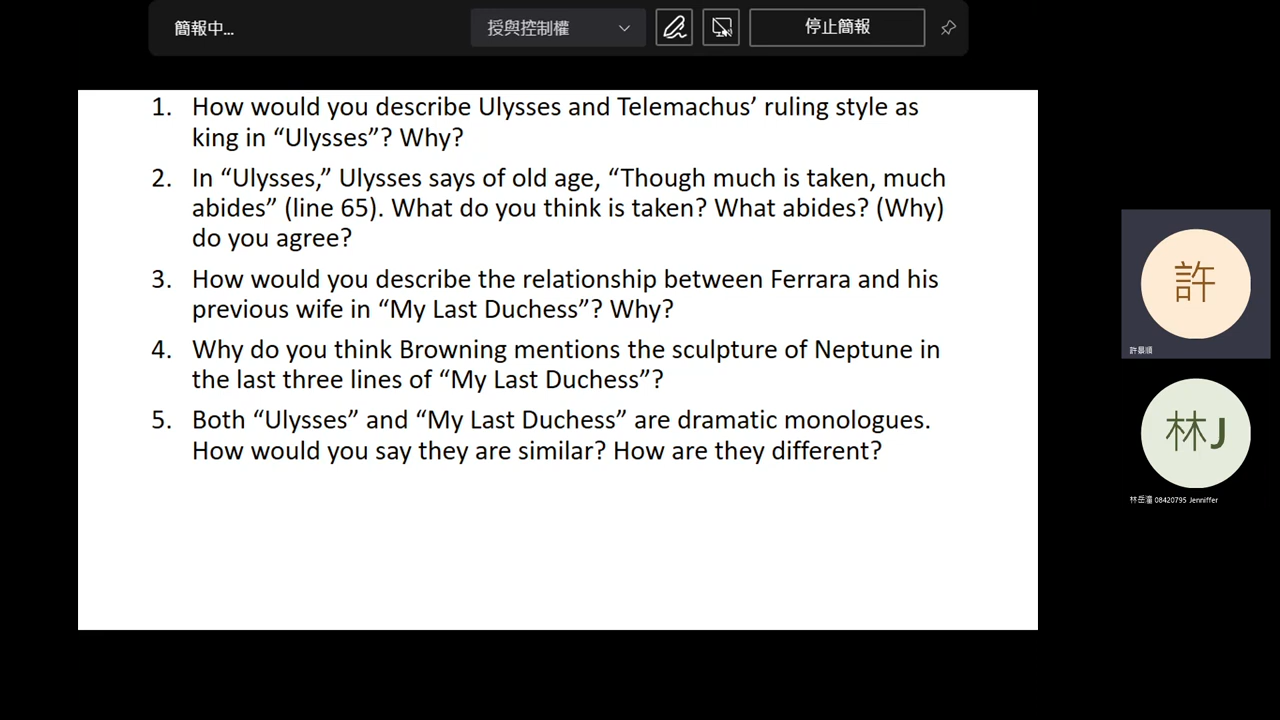 簡報中...
授與控制權
停止簡報
1. How would you describe Ulysses and Telemachus’ ruling style as
king in “Ulysses”? Why?
2. In “Ulysses,” Ulysses says of old age, “Though much is taken, much
abides” (line 65). What do you think is taken? What abides? (Why)
do you agree?
3. How would you describe the relationship between Ferrara and his
previous wife in “My Last Duchess”? Why?
4. Why do you think Browning mentions the sculpture of Neptune in
the last three lines of “My Last Duchess”?
5. Both “Ulysses” and “My Last Duchess” are dramatic monologues.
How would you say they are similar? How are they different?
許
許景順
林J
08420795 Jenniffer